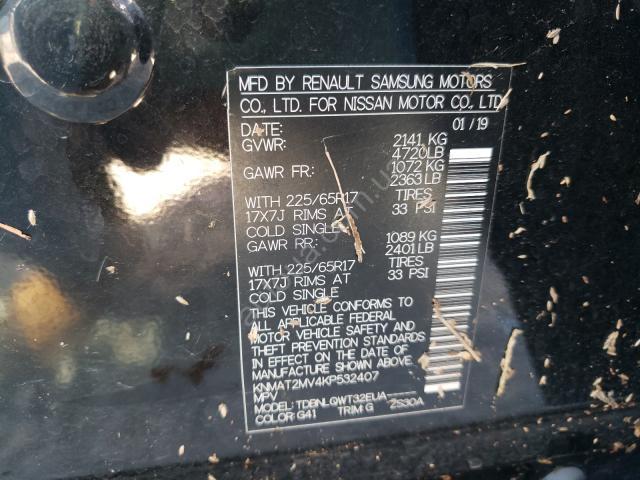 MFD BY RENAULT SAMSUNG MOTORS
CO., LTD. FOR NISSAN MOTOR CO., LTD
DATE: 01/19
GVWR: 2141 KG
4720LB
GAWR FR: 1072 KG
2363LB
WITH 225/65R17 TIRES
17X7J RIMS AT 33 PSI
COLD SINGLE
GAWR RR: 1089 KG
2401LB
WITH 225/65R17 TIRES
17X7J RIMS AT 33 PSI
COLD SINGLE
THIS VEHICLE CONFORMS TO
ALL APPLICABLE FEDERAL
MOTOR VEHICLE SAFETY AND
THEFT PREVENTION STANDARDS
IN EFFECT ON THE DATE OF
MANUFACTURE SHOWN ABOVE
KNMAT2MV4KP532407
MPV
MODEL: TDBNLQWT32EUA
COLOR G41 TRIM G 2530A